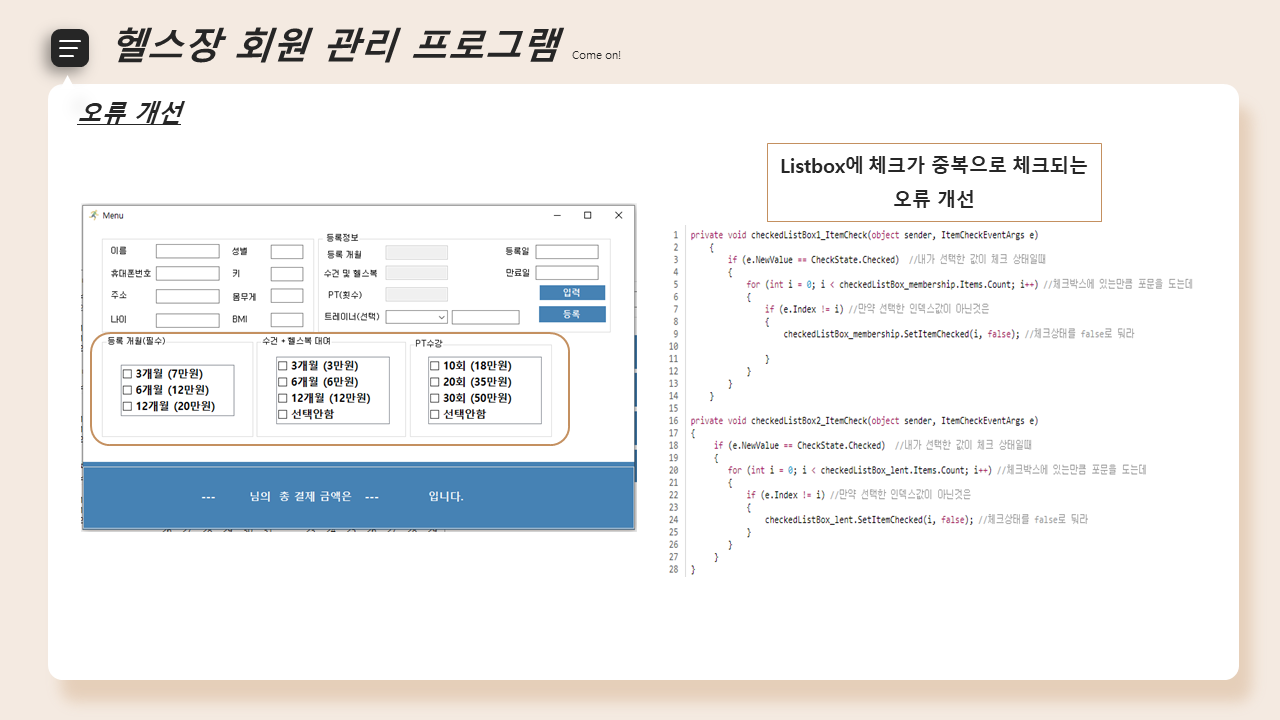 헬스장 회원 관리 프로그램 Come on!
오류 개선
Listbox에 체크가 중복으로 체크되는
오류 개선
Menu
등록정보
이름 성별 등록 개월 등록일
휴대폰번호 키 수건 및 헬스복 만료일
주소 몸무게 PT(횟수) 입력
나이 BMI 트레이너(선택) 등록
등록 개월(필수) 수건 + 헬스복 대여 PT수강
3개월 (7만원)
6개월 (12만원)
12개월 (20만원)
3개월 (3만원)
6개월 (6만원)
12개월 (12만원)
선택안함
10회 (18만원)
20회 (35만원)
30회 (50만원)
선택안함
--- 님의 총 결제 금액은 --- 입니다.
1 private void checkedListBox1_ItemCheck(object sender, ItemCheckEventArgs e)
2 {
3 if (e.NewValue == CheckState.Checked) //내가 선택한 값이 체크 상태일때
4 {
5 for (int i = 0; i < checkedListBox_membership.Items.Count; i++) //체크박스에 있는만큼 포문을 도는데
6 {
7 if (e.Index != i) //만약 선택한 인덱스값이 아닌것은
8 {
9 checkedListBox_membership.SetItemChecked(i, false); //체크상태를 false로 둬라
10
11 }
12 }
13 }
14 }
15
16 private void checkedListBox2_ItemCheck(object sender, ItemCheckEventArgs e)
17 {
18 if (e.NewValue == CheckState.Checked) //내가 선택한 값이 체크 상태일때
19 {
20 for (int i = 0; i < checkedListBox_lent.Items.Count; i++) //체크박스에 있는만큼 포문을 도는데
21 {
22 if (e.Index != i) //만약 선택한 인덱스값이 아닌것은
23 {
24 checkedListBox_lent.SetItemChecked(i, false); //체크상태를 false로 둬라
25 }
26 }
27 }
28 }